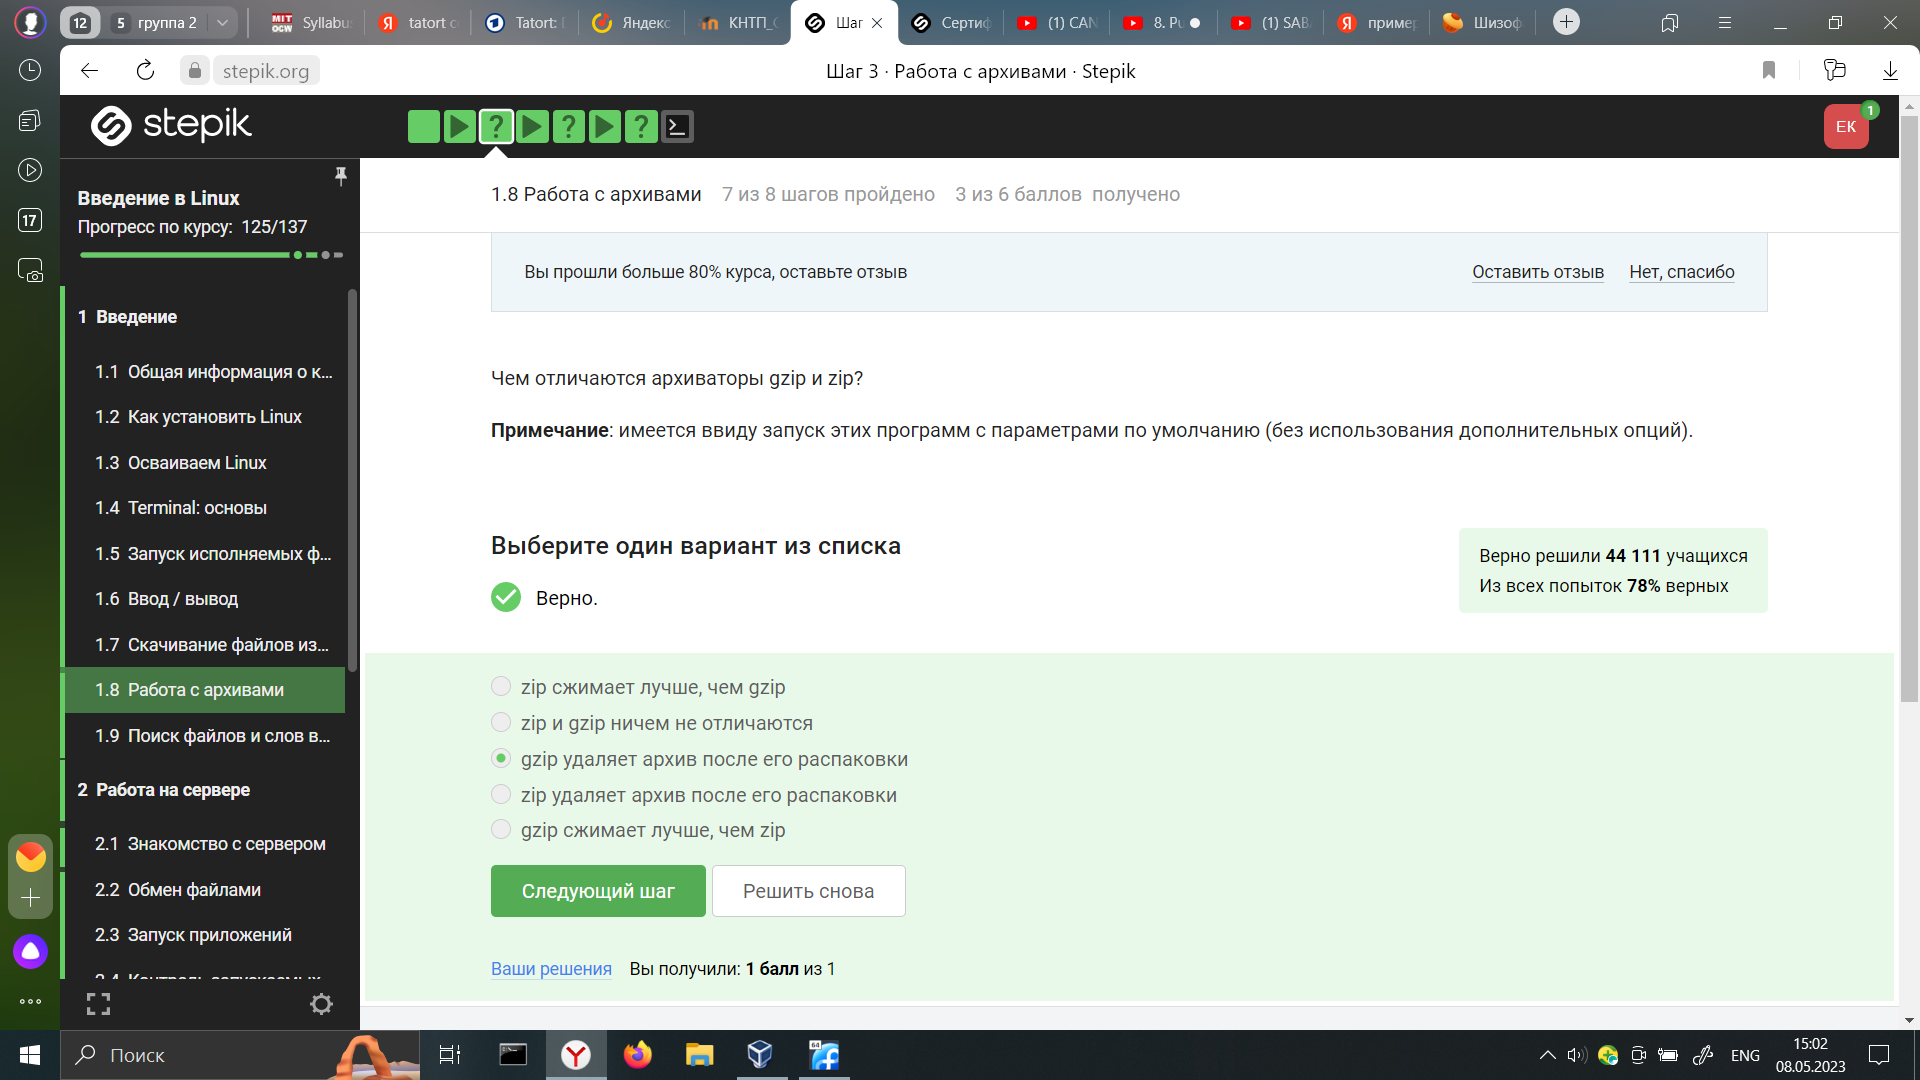 12
5 группа 2
MIT OCW Syllabu
tatort c
Tatort:
Яндекс
КНТП_
Шаг
Сертиф
(1) CAN
8. Pu
(1) SAB
пример
Шизоф
stepik.org
Шаг 3 · Работа с архивами · Stepik
17
stepik
ЕК
1
Введение в Linux
Прогресс по курсу: 125/137
1 Введение
1.1 Общая информация о к...
1.2 Как установить Linux
1.3 Осваиваем Linux
1.4 Terminal: основы
1.5 Запуск исполняемых ф...
1.6 Ввод / вывод
1.7 Скачивание файлов из...
1.8 Работа с архивами
1.9 Поиск файлов и слов в...
2 Работа на сервере
2.1 Знакомство с сервером
2.2 Обмен файлами
2.3 Запуск приложений
1.8 Работа с архивами 7 из 8 шагов пройдено 3 из 6 баллов получено
Вы прошли больше 80% курса, оставьте отзыв
Оставить отзыв Нет, спасибо
Чем отличаются архиваторы gzip и zip?
Примечание: имеется ввиду запуск этих программ с параметрами по умолчанию (без использования дополнительных опций).
Выберите один вариант из списка
Верно.
Верно решили 44 111 учащихся
Из всех попыток 78% верных
zip сжимает лучше, чем gzip
zip и gzip ничем не отличаются
gzip удаляет архив после его распаковки
zip удаляет архив после его распаковки
gzip сжимает лучше, чем zip
Следующий шаг
Решить снова
Ваши решения Вы получили: 1 балл из 1
Поиск
64
ENG
15:02
08.05.2023